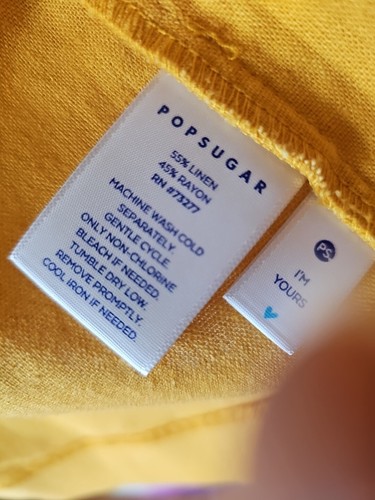 POPSUGAR
55% LINEN
45% RAYON
RN #73277
MACHINE WASH COLD
SEPARATELY.
GENTLE CYCLE.
ONLY NON-CHLORINE
BLEACH IF NEEDED.
TUMBLE DRY LOW.
REMOVE PROMPTLY.
COOL IRON IF NEEDED.
PS
I'M
YOURS